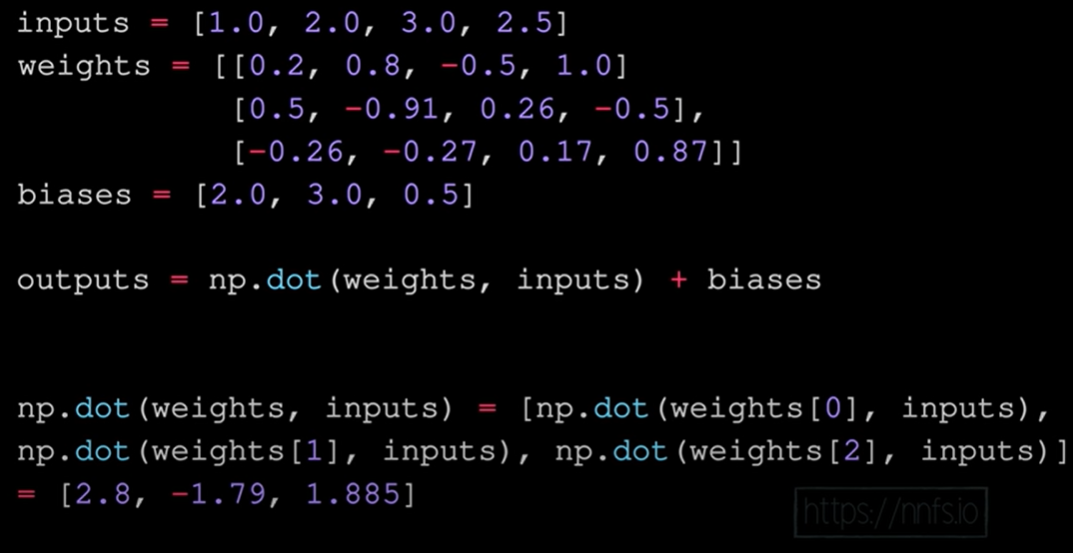 inputs = [1.0, 2.0, 3.0, 2.5]
weights = [[0.2, 0.8, -0.5, 1.0]
[0.5, -0.91, 0.26, -0.5],
[-0.26, -0.27, 0.17, 0.87]]
biases = [2.0, 3.0, 0.5]
outputs = np.dot(weights, inputs) + biases
np.dot(weights, inputs) = [np.dot(weights[0], inputs),
np.dot(weights[1], inputs), np.dot(weights[2], inputs)]
= [2.8, -1.79, 1.885]
https://nnfs.io